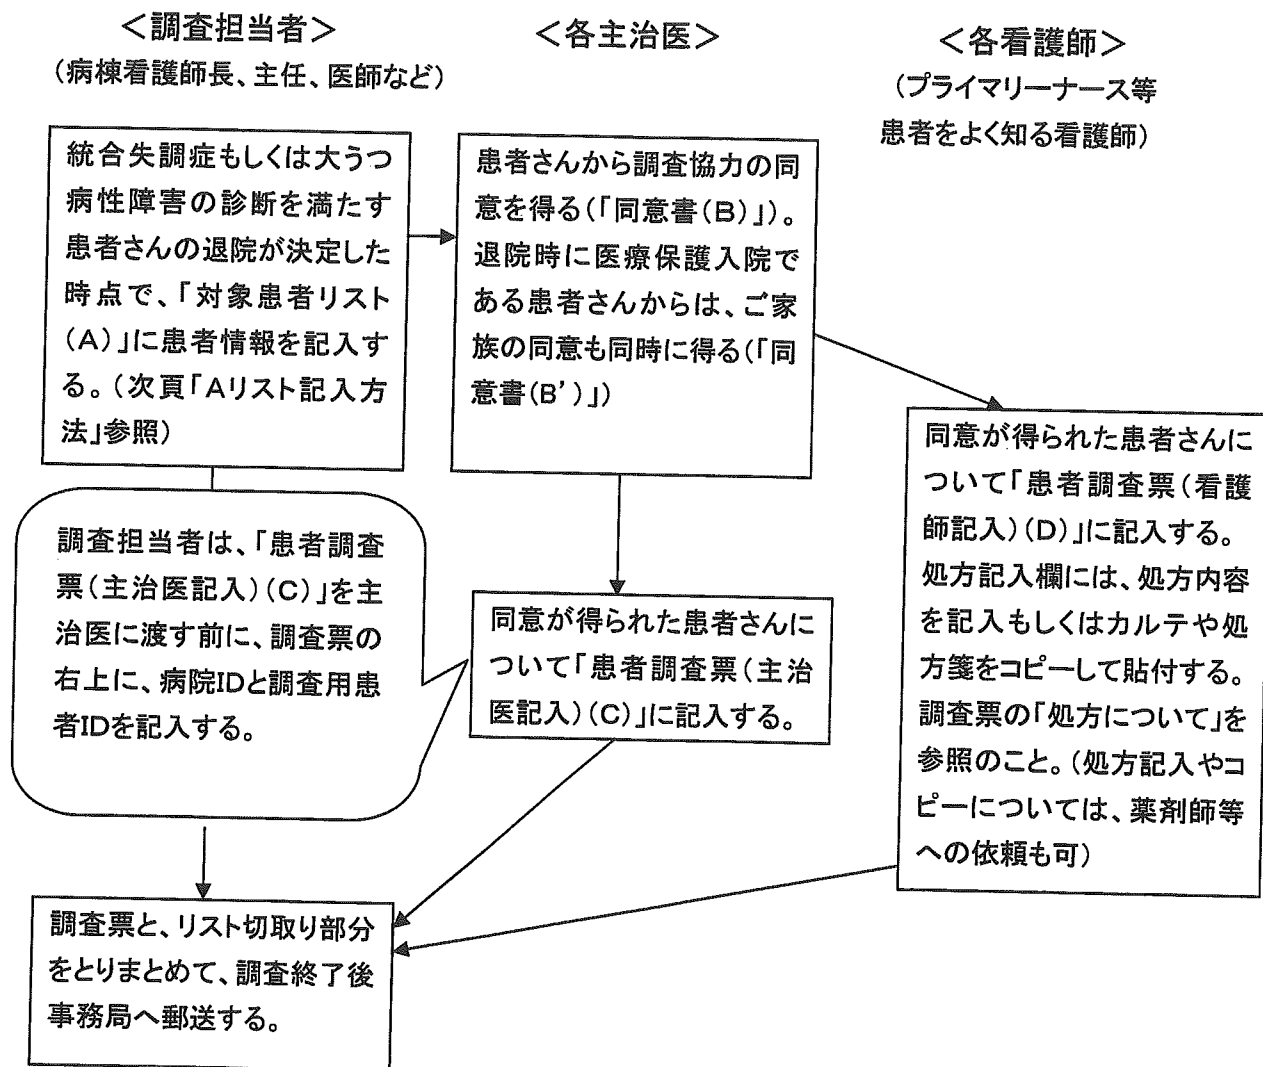 ＜調査担当者＞
（病棟看護師長、主任、医師など）
＜各主治医＞
＜各看護師＞
（プライマリーナース等
患者をよく知る看護師）
統合失調症もしくは大うつ
病性障害の診断を満たす
患者さんの退院が決定した
時点で、「対象患者リスト
（A）」に患者情報を記入す
る。（次頁「Aリスト記入方
法」参照）
患者さんから調査協力の同
意を得る（「同意書（B）」）。
退院時に医療保護入院で
ある患者さんからは、ご家
族の同意も同時に得る（「同
意書（B’）」）
同意が得られた患者さんに
ついて「患者調査票（看護
師記入）（D）」に記入する。
処方記入欄には、処方内容
を記入もしくはカルテや処
方箋をコピーして貼付する。
調査票の「処方について」を
参照のこと。（処方記入やコ
ピーについては、薬剤師等
への依頼も可）
調査担当者は、「患者調査
票（主治医記入）（C）」を主
治医に渡す前に、調査票の
右上に、病院IDと調査用患
者IDを記入する。
同意が得られた患者さんに
ついて「患者調査票（主治
医記入）（C）」に記入する。
調査票と、リスト切取り部分
をとりまとめて、調査終了後
事務局へ郵送する。